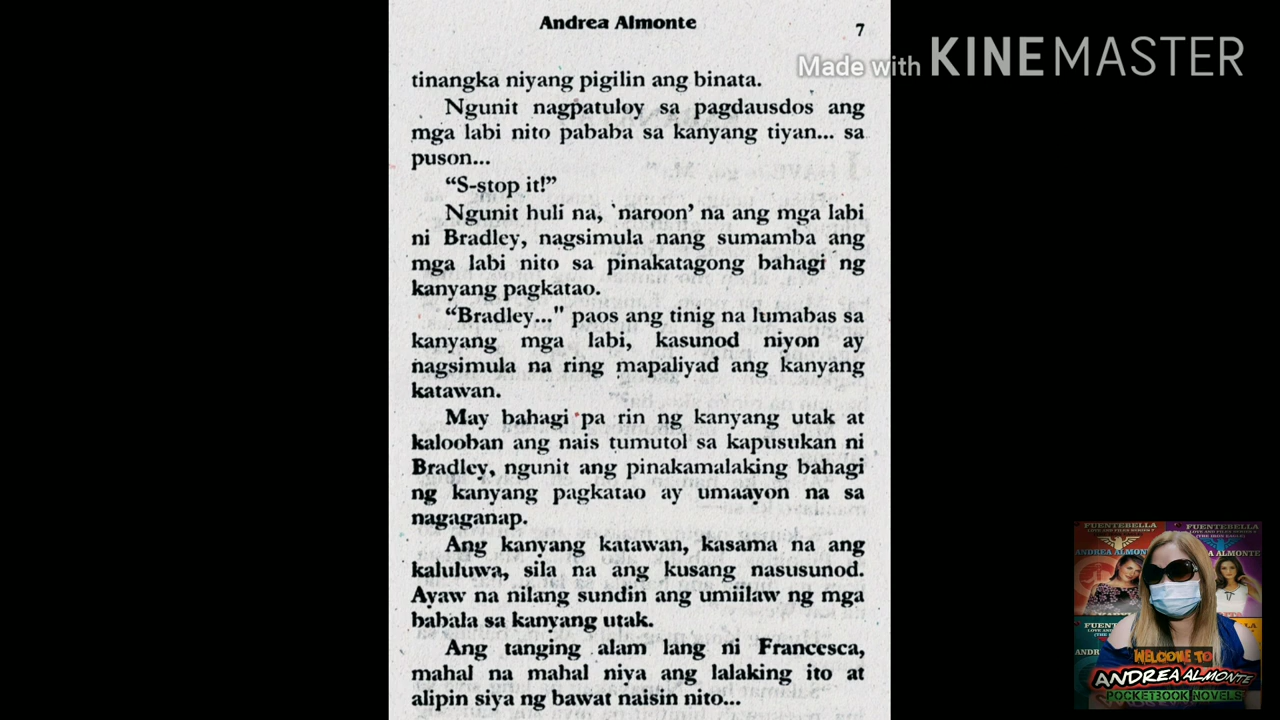 Andrea Almonte
7
Made with KINEMASTER
tinangka niyang pigilin ang binata.
Ngunit nagpatuloy sa pagdausdos ang
mga labi nito pababa sa kanyang tiyan... sa
puson...
“S-stop it!”
Ngunit huli na, 'naroon' na ang mga labi
ni Bradley, nagsimula nang sumamba ang
mga labi nito sa pinakatagong bahagi ng
kanyang pagkatao.
“Bradley..." paos ang tinig na lumabas sa
kanyang mga labi, kasunod niyon ay
nagsimula na ring mapaliyad ang kanyang
katawan.
May bahagi pa rin ng kanyang utak at
kalooban ang nais tumutol sa kapusukan ni
Bradley, ngunit ang pinakamalaking bahagi
ng kanyang pagkatao ay umaayon na sa
nagaganap.
Ang kanyang katawan, kasama na ang
kaluluwa, sila na ang kusang nasusunod.
Ayaw na nilang sundin ang umiilaw ng mga
babala sa kanyang utak.
Ang tanging alam lang ni Francesca,
mahal na mahal niya ang lalaking ito at
alipin siya ng bawat naisin nito...
FUENTEBELLA
FUENTEBELLA
ANDREA ALMONTE
WELCOME TO
ANDREA ALMONTE
POCKETBOOK NOVELS